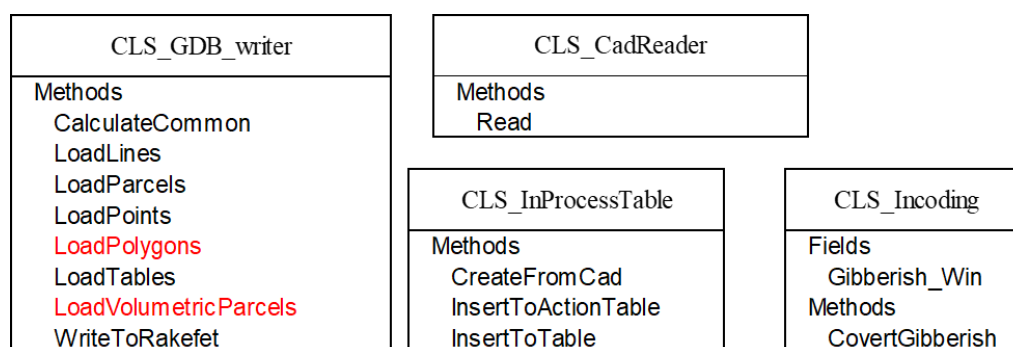 CLS_GDB_writer
Methods
CalculateCommon
LoadLines
LoadParcels
LoadPoints
LoadPolygons
LoadTables
LoadVolumetricParcels
WriteToRakefet
CLS_CadReader
Methods
Read
CLS_InProcessTable
Methods
CreateFromCad
InsertToActionTable
InsertToTable
CLS_Incoding
Fields
Gibberish_Win
Methods
CovertGibberish